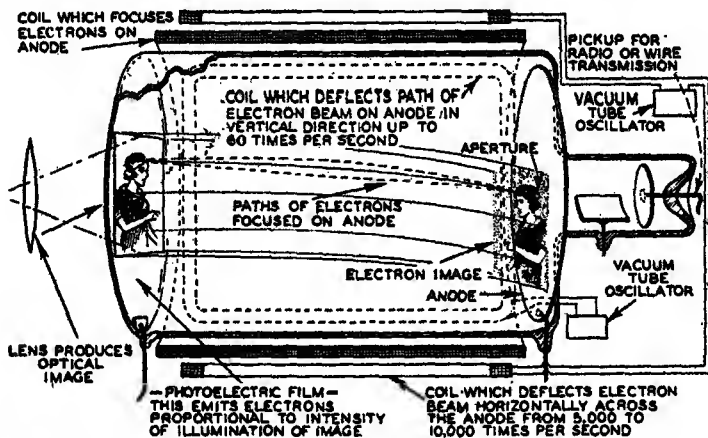 COIL WHICH FOCUSES
ELECTRONS ON
ANODE
PICKUP FOR
RADIO OR WIRE
TRANSMISSION
COIL WHICH DEFLECTS PATH OF
ELECTRON BEAM ON ANODE IN
VERTICAL DIRECTION UP TO
60 TIMES PER SECOND
VACUUM
TUBE
OSCILLATOR
APERTURE
PATHS OF ELECTRONS
FOCUSED ON ANODE
ELECTRON IMAGE
ANODE
VACUUM
TUBE
OSCILLATOR
LENS PRODUCES
OPTICAL
IMAGE
—PHOTOELECTRIC FILM—
THIS EMITS ELECTRONS
PROPORTIONAL TO INTENSITY
OF ILLUMINATION OF IMAGE
COIL WHICH DEFLECTS ELECTRON
BEAM HORIZONTALLY ACROSS
THE ANODE FROM 5,000 TO
10,000 TIMES PER SECOND